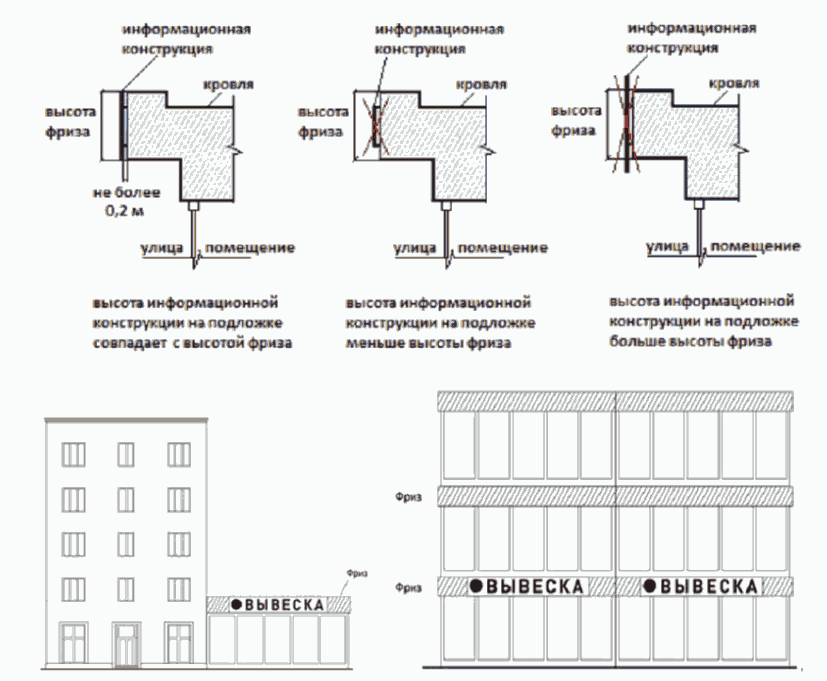 информационная
конструкция
кровля
высота
фриза
не более
0,2 м
улица помещение
высота информационной
конструкции на подложке
совпадает с высотой фриза
информационная
конструкция
кровля
высота
фриза
улица помещение
высота информационной
конструкции на подложке
меньше высоты фриза
информационная
конструкция
кровля
высота
фриза
улица помещение
высота информационной
конструкции на подложке
больше высоты фриза
Фриз
ВЫВЕСКА
Фриз
Фриз
ВЫВЕСКА
ВЫВЕСКА